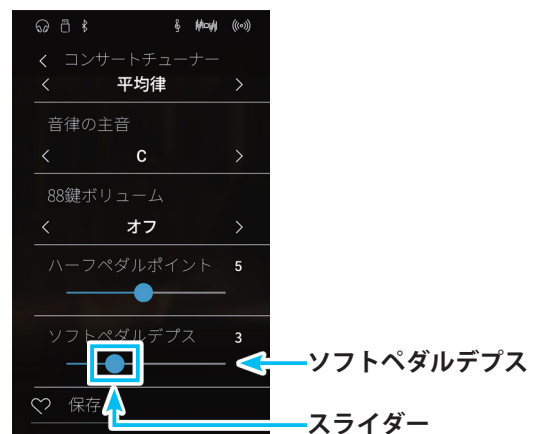 コンサートチューナー
平均律
音律の主音
C
88鍵ボリューム
オフ
ハーフペダルポイント 5
ソフトペダルデプス 3
ソフトペダルデプス
保存
スライダー